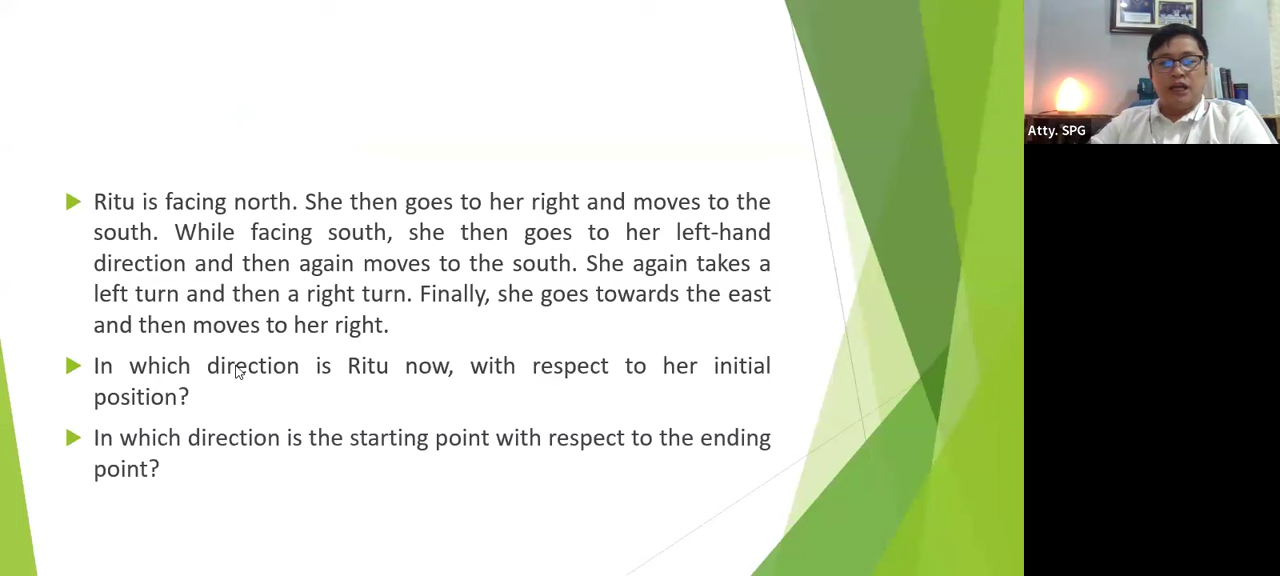 Ritu is facing north. She then goes to her right and moves to the
south. While facing south, she then goes to her left-hand
direction and then again moves to the south. She again takes a
left turn and then a right turn. Finally, she goes towards the east
and then moves to her right.
In which direction is Ritu now, with respect to her initial
position?
In which direction is the starting point with respect to the ending
point?
Atty. SPG